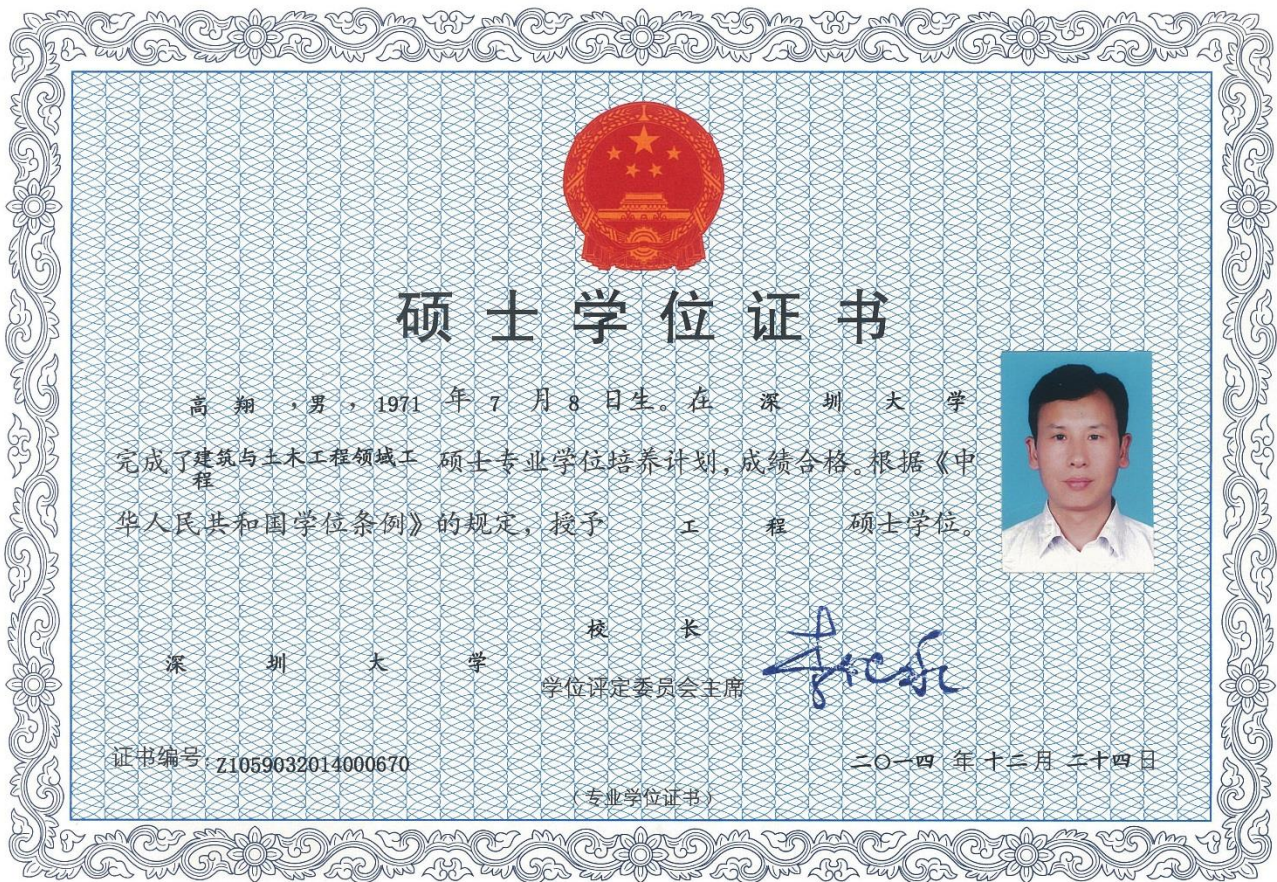 硕士学位证书
高翔，男，1971年7月8日生。在深圳大学
完成了建筑与土木工程领域工程硕士专业学位培养计划，成绩合格。根据《中
华人民共和国学位条例》的规定，授予工程硕士学位。
校长
深圳大学
学位评定委员会主席
证书编号：Z1059032014000670
二〇一四年十二月二十四日
（专业学位证书）